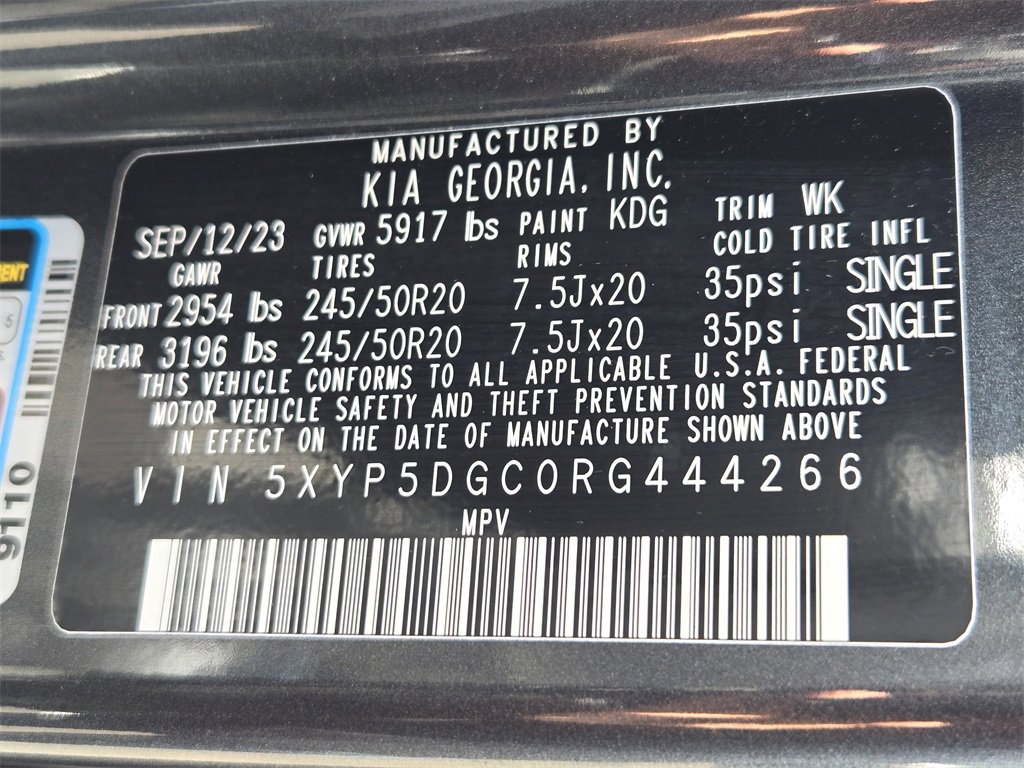 MANUFACTURED BY
KIA GEORGIA, INC.
SEP/12/23 GVWR 5917 lbs PAINT KDG TRIM WK
GAWR TIRES RIMS COLD TIRE INFL
FRONT 2954 lbs 245/50R20 7.5Jx20 35psi SINGLE
REAR 3196 lbs 245/50R20 7.5Jx20 35psi SINGLE
THIS VEHICLE CONFORMS TO ALL APPLICABLE U.S.A. FEDERAL
MOTOR VEHICLE SAFETY AND THEFT PREVENTION STANDARDS
IN EFFECT ON THE DATE OF MANUFACTURE SHOWN ABOVE
VIN 5XYP5DGC0RG444266
MPV
9110